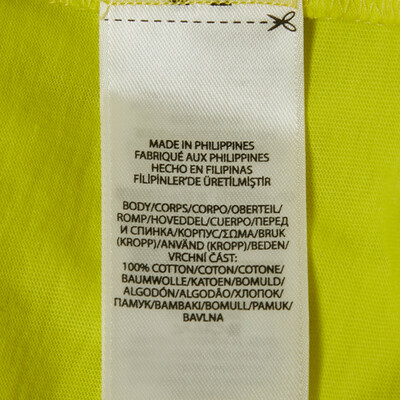 MADE IN PHILIPPINES
FABRIQUÉ AUX PHILIPPINES
HECHO EN FILIPINAS
FİLİPİNLER'DE ÜRETİLMİŞTİR
BODY/CORPS/CORPO/OBERTEIL/
ROMP/HOVEDDEL/CUERPO/ПЕРЕД
И СПИНКА/КОРПУС/ΣΩΜΑ/BRUK
(KROPP)/ANVÄND (KROPP)/BEDEN/
VRCHNÍ ČÁST:
100% COTTON/COTON/COTONE/
BAUMWOLLE/KATOEN/BOMULD/
ALGODÓN/ALGODÃO/ХЛОПОК/
ПАМУК/BAMBAKI/BOMULL/PAMUK/
BAVLNA